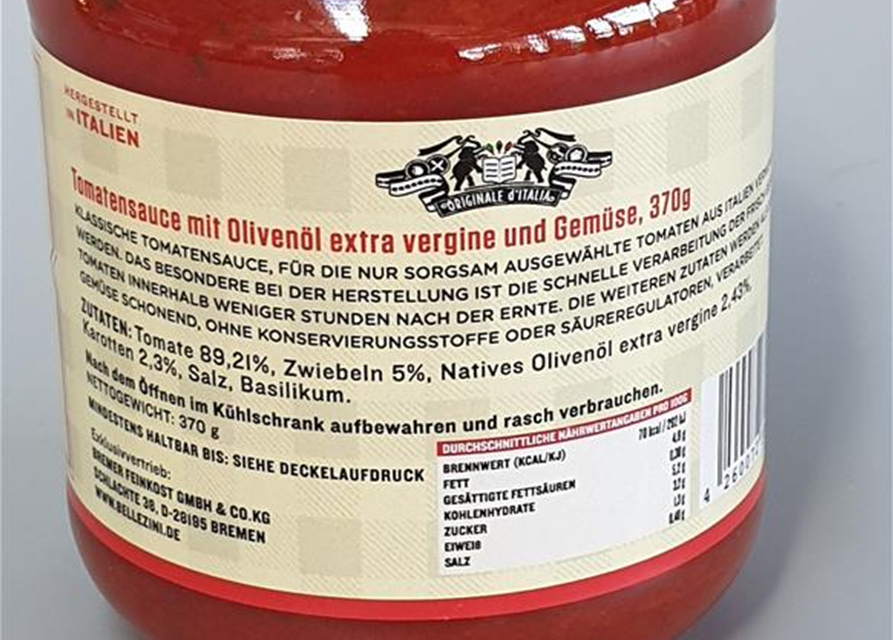 HERGESTELLT
IN ITALIEN
ORIGINALE d'ITALIA
Tomatensauce mit Olivenöl extra vergine und Gemüse, 370g
KLASSISCHE TOMATENSAUCE, FÜR DIE NUR SORGSAM AUSGEWÄHLTE TOMATEN AUS ITALIEN
WERDEN. DAS BESONDERE BEI DER HERSTELLUNG IST DIE SCHNELLE VERARBEITUNG DER
TOMATEN INNERHALB WENIGER STUNDEN NACH DER ERNTE. DIE WEITEREN ZUTATEN WERDEN
GEMÜSE SCHONEND, OHNE KONSERVIERUNGSSTOFFE ODER SÄUREREGULATOREN,
ZUTATEN: Tomate 89,21%, Zwiebeln 5%, Natives Olivenöl extra vergine 2,43%,
Karotten 2,3%, Salz, Basilikum.
Nach dem Öffnen im Kühlschrank aufbewahren und rasch verbrauchen.
NETTOGEWICHT: 370 g
MINDESTENS HALTBAR BIS: SIEHE DECKELAUFDRUCK
Exklusivvertrieb:
BREMER FEINKOST GMBH & CO.KG
SCHLACHTE 38, D-28195 BREMEN
WWW.BELLEZINI.DE
DURCHSCHNITTLICHE NÄHRWERTANGABEN PRO 100G
BRENNWERT (KCAL/KJ)
FETT
GESÄTTIGTE FETTSÄUREN
KOHLENHYDRATE
ZUCKER
EIWEIß
SALZ